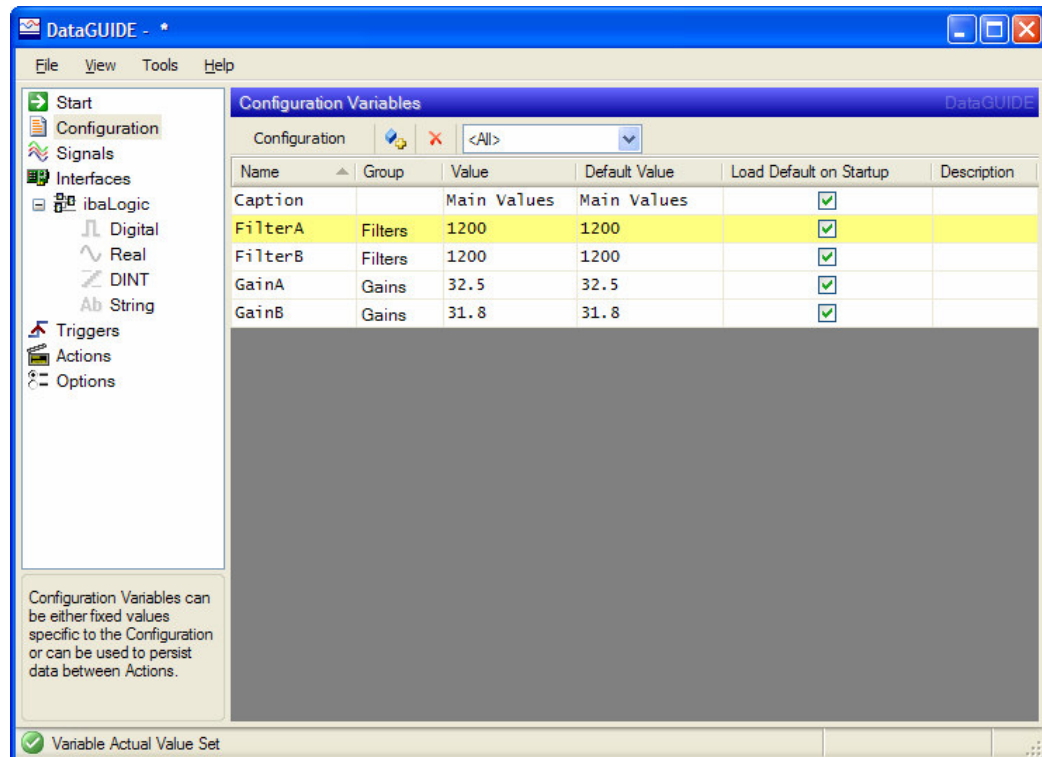 DataGUIDE - *
File View Tools Help
Start
Configuration
Signals
Interfaces
ibaLogic
Digital
Real
DINT
Ab String
Triggers
Actions
Options
Configuration Variables can
be either fixed values
specific to the Configuration
or can be used to persist
data between Actions.
Configuration Variables DataGUIDE
Configuration <All>
Name Group Value Default Value Load Default on Startup Description
Caption Main Values Main Values
FilterA Filters 1200 1200
FilterB Filters 1200 1200
GainA Gains 32.5 32.5
GainB Gains 31.8 31.8
Variable Actual Value Set